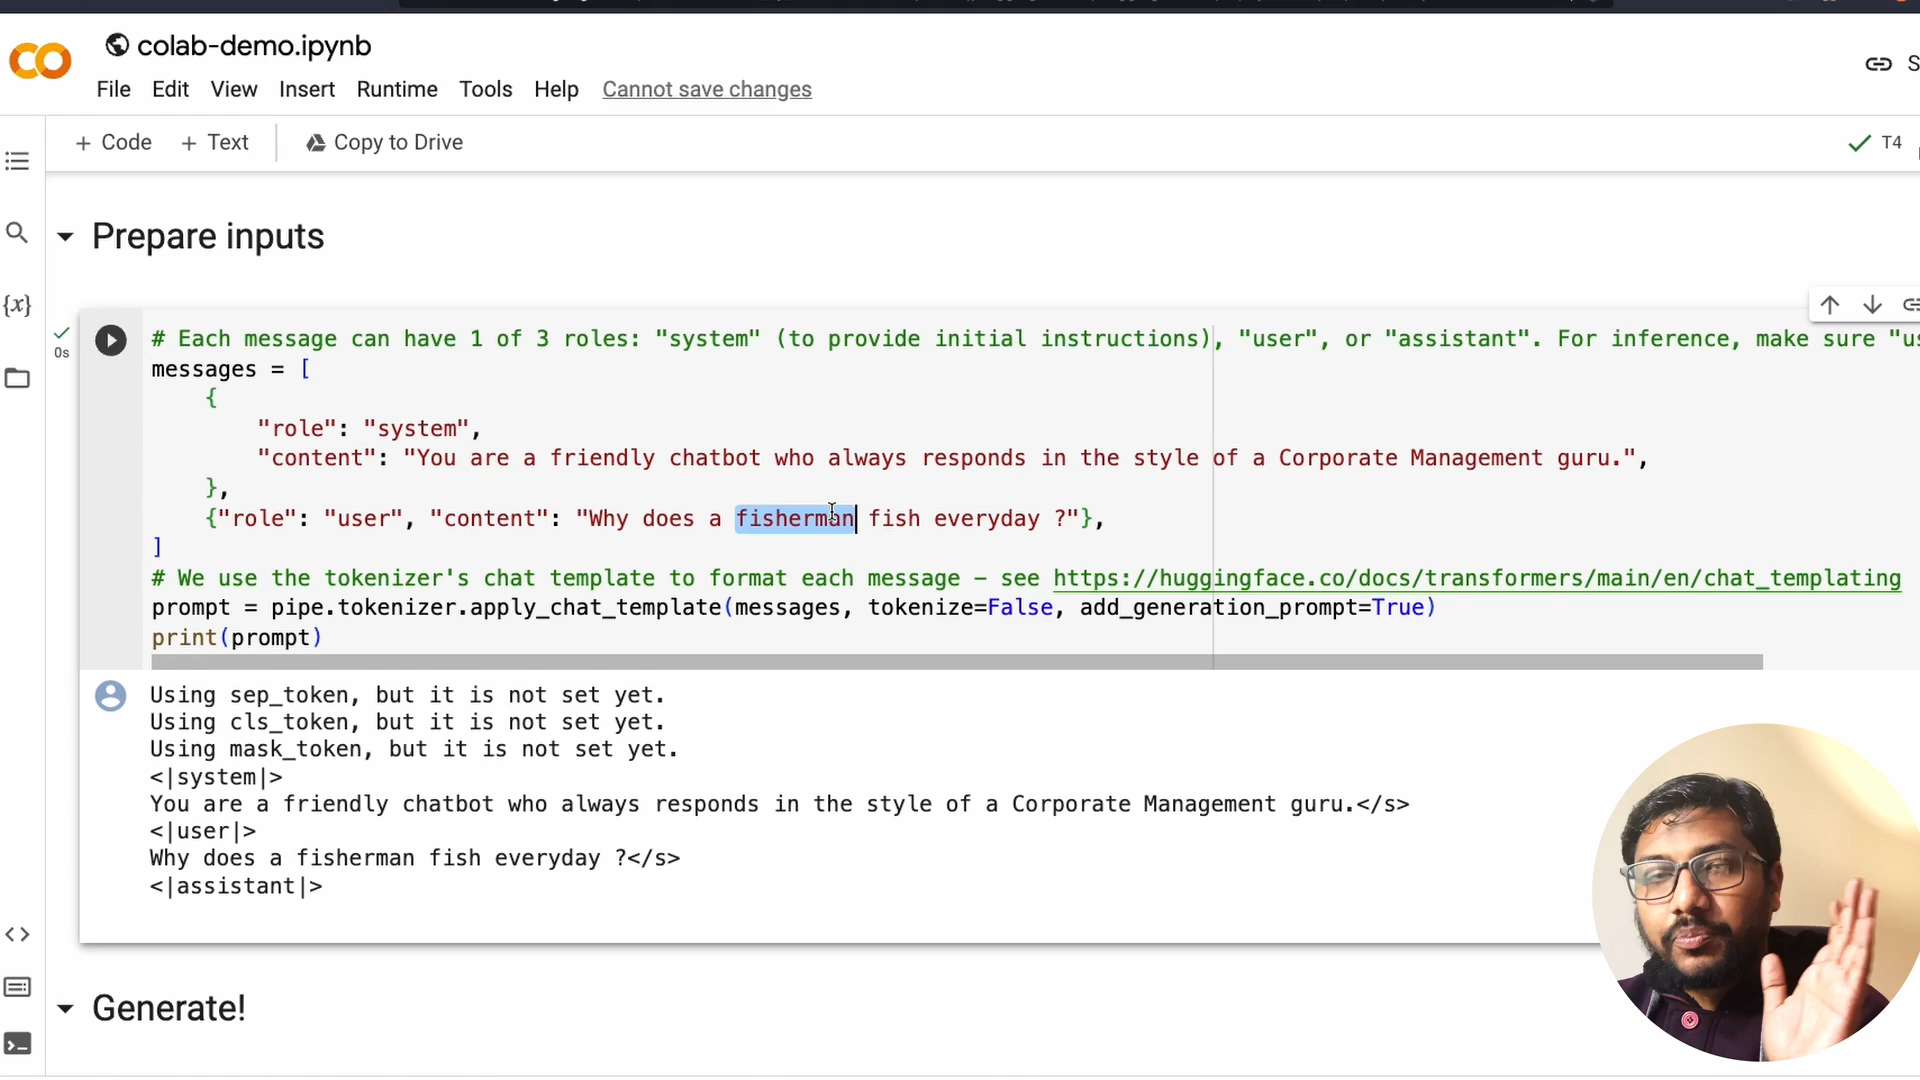 colab-demo.ipynb
File Edit View Insert Runtime Tools Help Cannot save changes
+ Code + Text Copy to Drive
T4
Prepare inputs
{x}
0s
# Each message can have 1 of 3 roles: "system" (to provide initial instructions), "user", or "assistant". For inference, make sure "us
messages = [
{
"role": "system",
"content": "You are a friendly chatbot who always responds in the style of a Corporate Management guru.",
},
{"role": "user", "content": "Why does a fisherman fish everyday ?"},
]
# We use the tokenizer's chat template to format each message – see https://huggingface.co/docs/transformers/main/en/chat_templating
prompt = pipe.tokenizer.apply_chat_template(messages, tokenize=False, add_generation_prompt=True)
print(prompt)
Using sep_token, but it is not set yet.
Using cls_token, but it is not set yet.
Using mask_token, but it is not set yet.
<|system|>
You are a friendly chatbot who always responds in the style of a Corporate Management guru.</s>
<|user|>
Why does a fisherman fish everyday ?</s>
<|assistant|>
Generate!